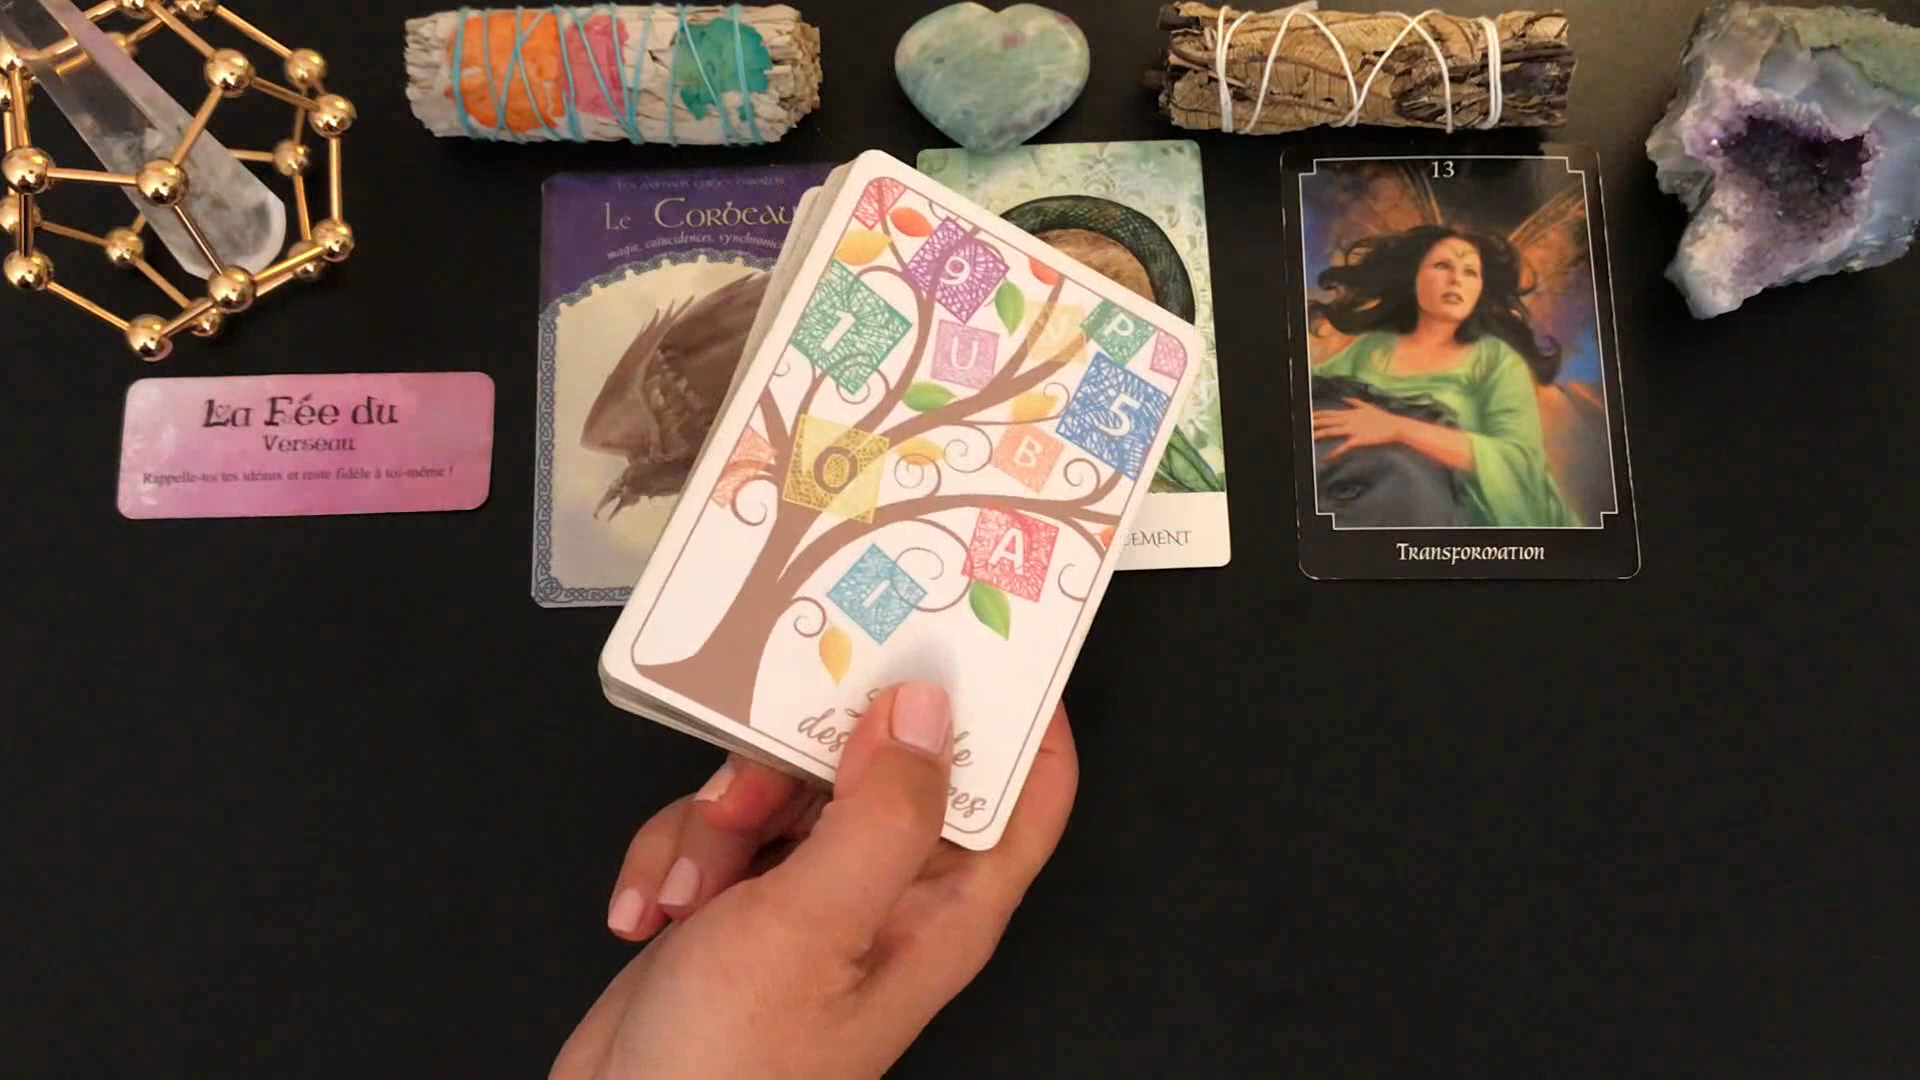 La Fée du
Verseau
Rappelle-toi tes idéaux et reste fidèle à toi-même !
Le Corbeau
magie, coïncidences,
9
1
U
P
5
O
B
A
I
13
Transformation